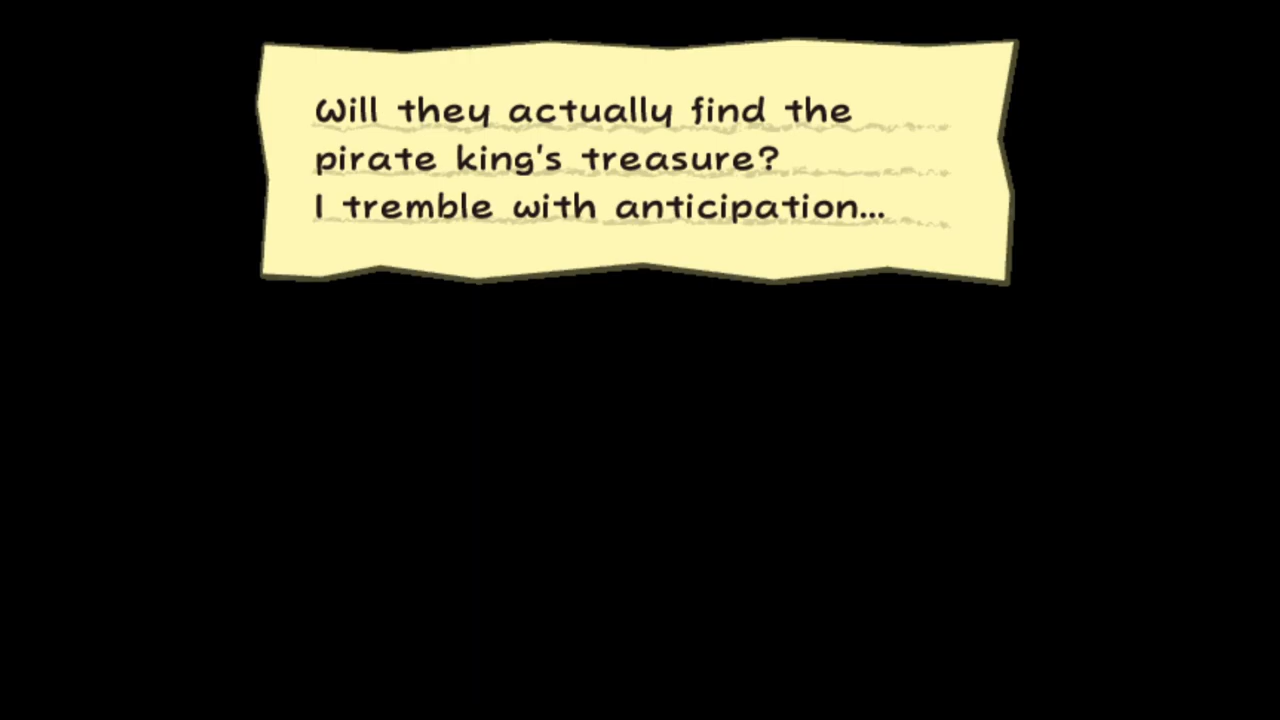 Will they actually find the
pirate king's treasure?
I tremble with anticipation...